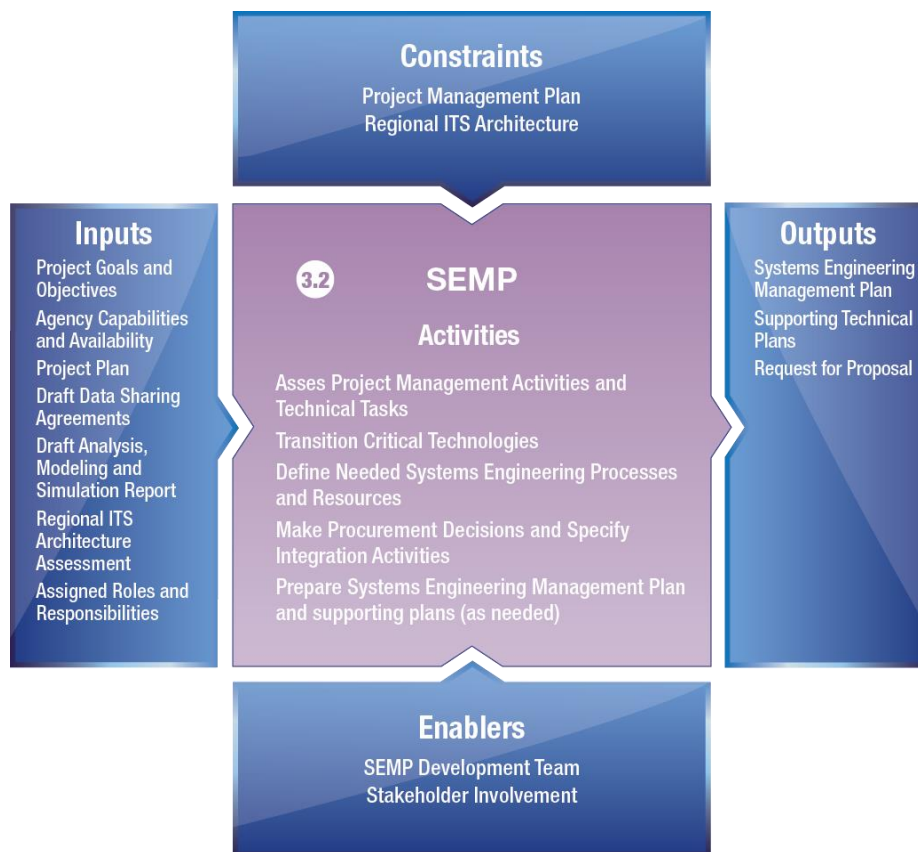 Constraints
Project Management Plan
Regional ITS Architecture
Inputs
Project Goals and
Objectives
Agency Capabilities
and Availability
Project Plan
Draft Data Sharing
Agreements
Draft Analysis,
Modeling and
Simulation Report
Regional ITS
Architecture
Assessment
Assigned Roles and
Responsibilities
3.2 SEMP
Activities
Asses Project Management Activities and
Technical Tasks
Transition Critical Technologies
Define Needed Systems Engineering Processes
and Resources
Make Procurement Decisions and Specify
Integration Activities
Prepare Systems Engineering Management Plan
and supporting plans (as needed)
Outputs
Systems Engineering
Management Plan
Supporting Technical
Plans
Request for Proposal
Enablers
SEMP Development Team
Stakeholder Involvement